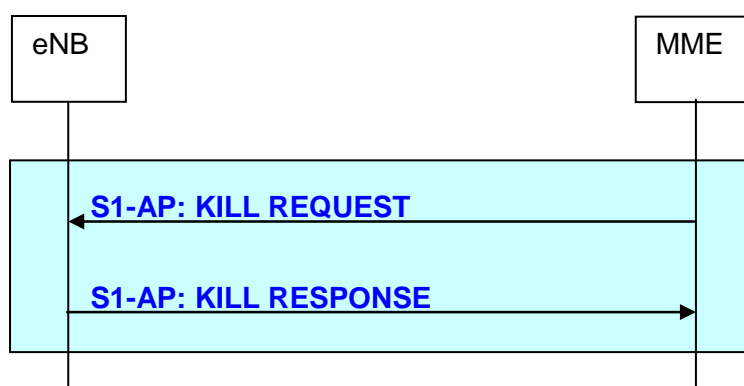 eNB
MME
S1-AP: KILL REQUEST
S1-AP: KILL RESPONSE